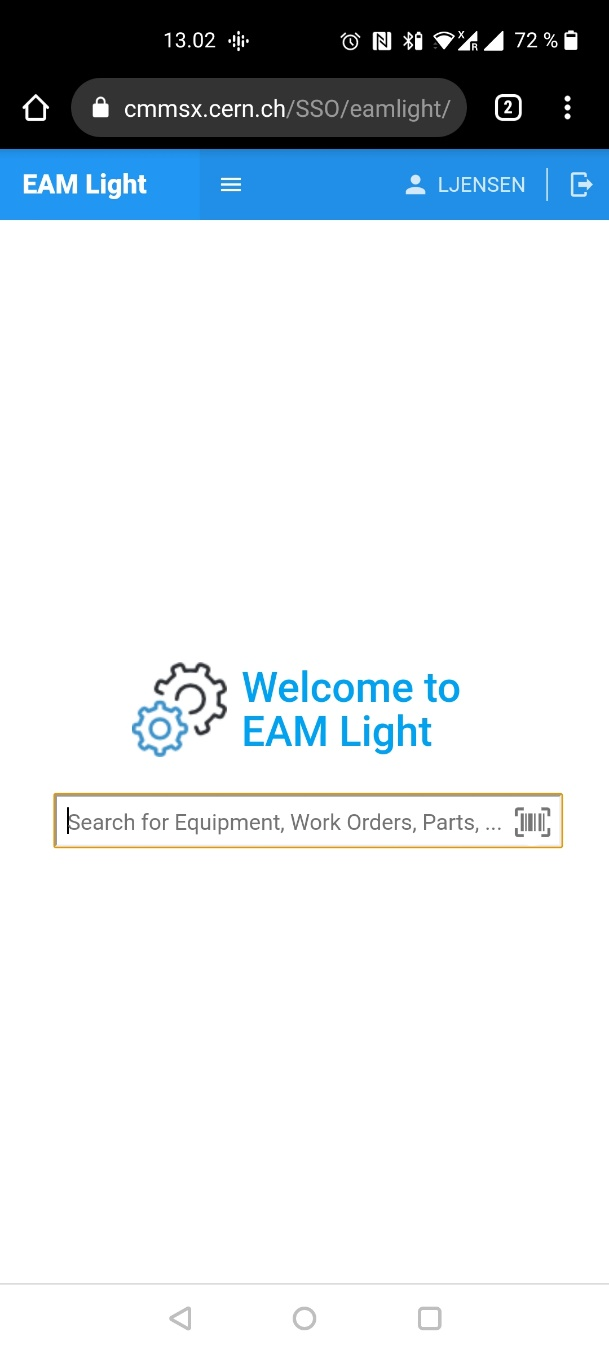 13.02
72 %
cmmsx.cern.ch/SSO/eamlight/
2
EAM Light
LJENSEN
Welcome to
EAM Light
Search for Equipment, Work Orders, Parts, ...